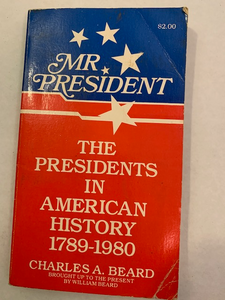 $2.00
MR.
PRESIDENT
THE
PRESIDENTS
IN
AMERICAN
HISTORY
1789-1980
CHARLES A. BEARD
BROUGHT UP TO THE PRESENT
BY WILLIAM BEARD